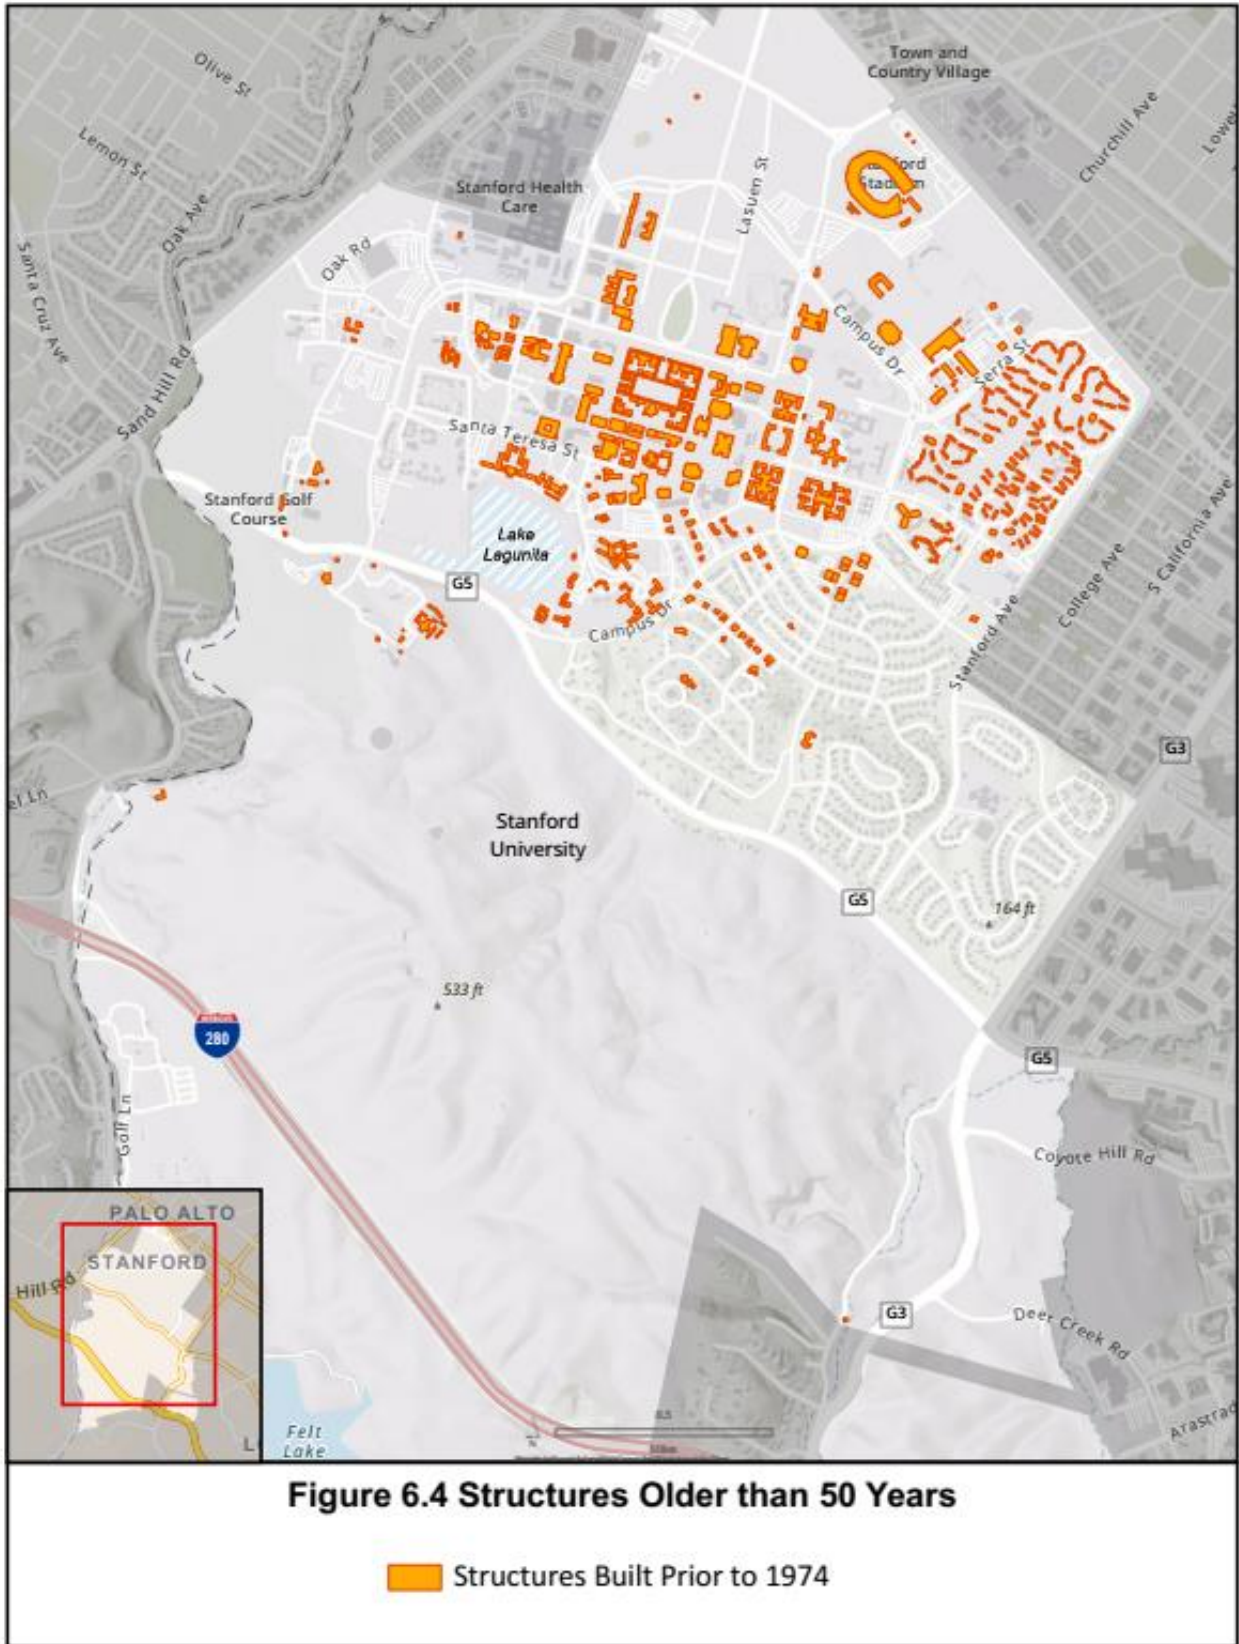 Olive St
Town and
Country Village
Churchill Ave
Lemon St
Stanford Health
Care
Lasuen St
Oak Ave
Oak Rd
Santa Cruz Ave
Campus Dr
Serra St
Sand Hill Rd
Santa Teresa St
Stanford Golf
Course
Lake
Lagunita
G5
S California Ave
College Ave
Campus Dr
Stanford Ave
G3
Stanford
University
G5
164 ft
533 ft
280
G5
Golf Ln
Coyote Hill Rd
PALO ALTO
STANFORD
Hill Rd
G3
Deer Creek Rd
0.5
Felt
Lake
Figure 6.4 Structures Older than 50 Years
Structures Built Prior to 1974